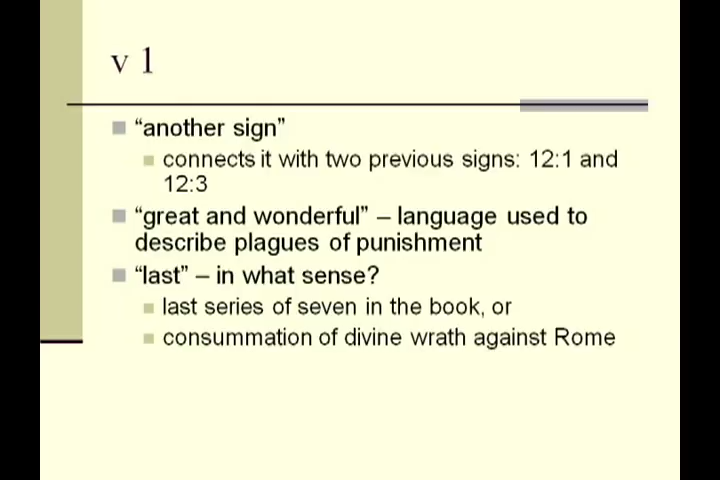 v 1
“another sign”
connects it with two previous signs: 12:1 and
12:3
“great and wonderful” – language used to
describe plagues of punishment
“last” – in what sense?
last series of seven in the book, or
consummation of divine wrath against Rome